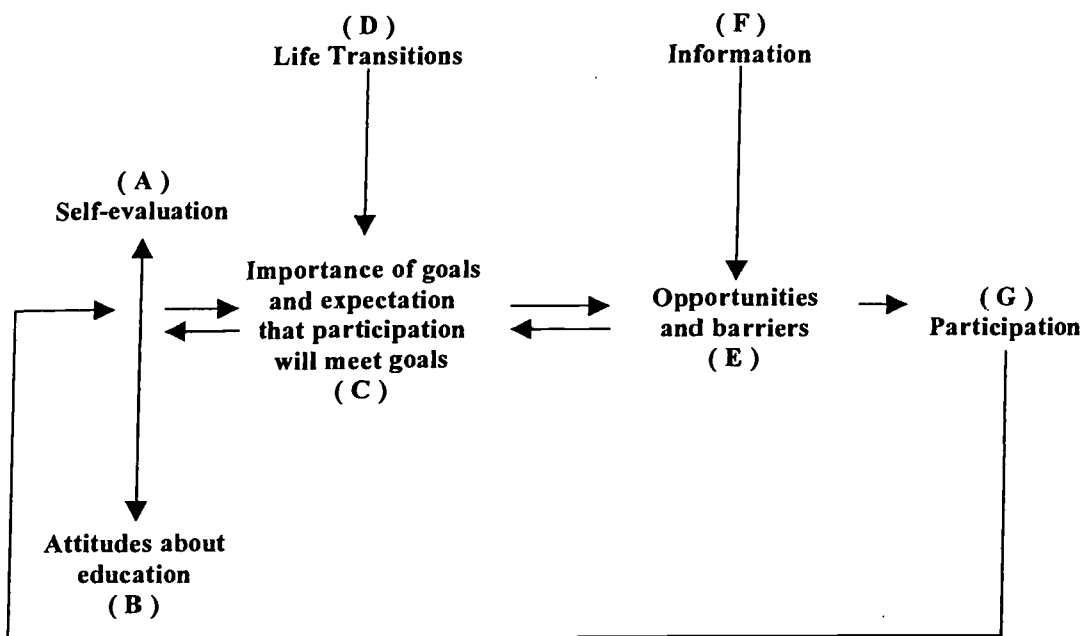 ( D )
Life Transitions
( F )
Information
( A )
Self-evaluation
Importance of goals
and expectation
that participation
will meet goals
( C )
Opportunities
and barriers
( E )
( G )
Participation
Attitudes about
education
( B )